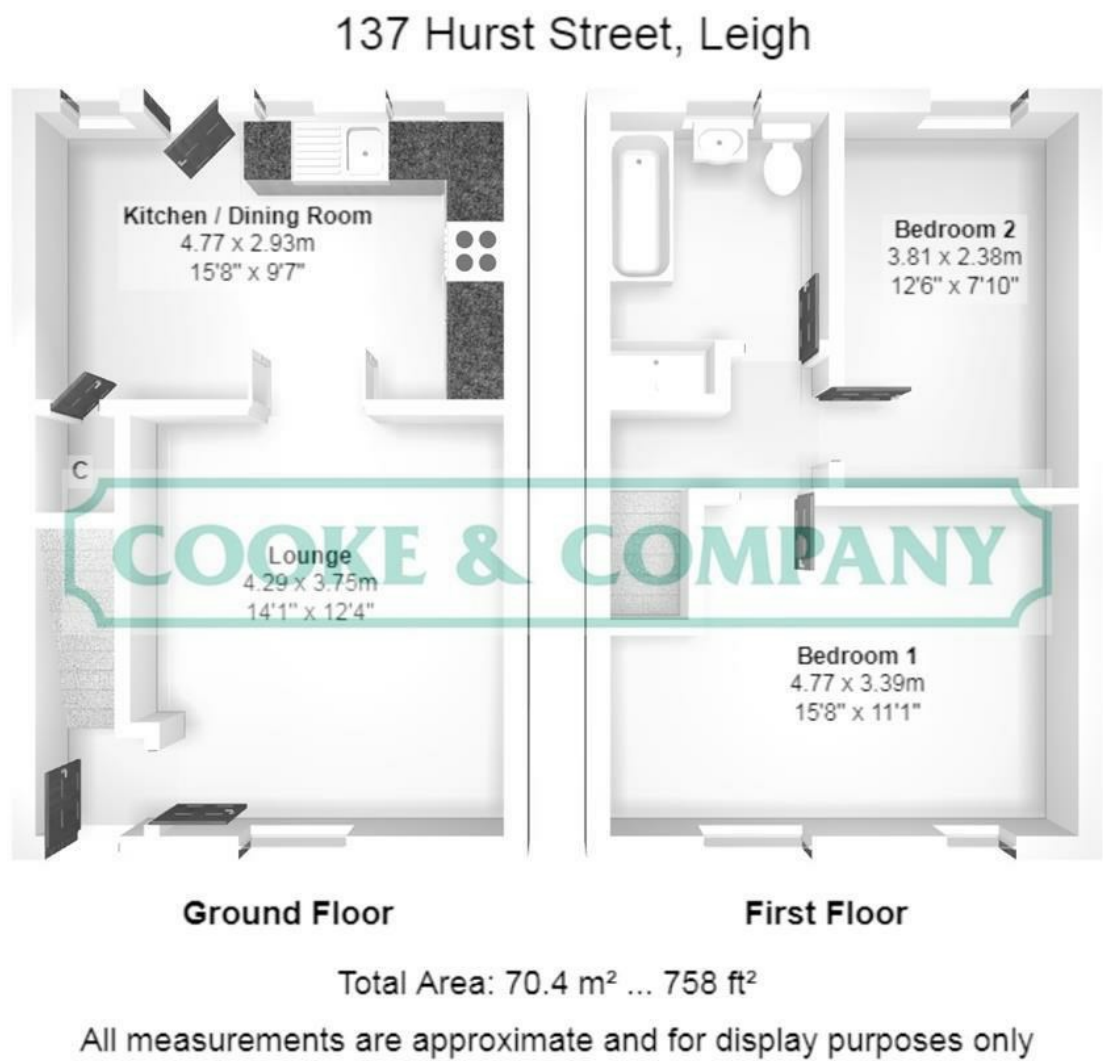 137 Hurst Street, Leigh
Kitchen / Dining Room
4.77 x 2.93m
15'8" x 9'7"
C
Lounge
4.29 x 3.75m
14'1" x 12'4"
Bedroom 2
3.81 x 2.38m
12'6" x 7'10"
Bedroom 1
4.77 x 3.39m
15'8" x 11'1"
COOKE & COMPANY
Ground Floor
First Floor
Total Area: 70.4 m² ... 758 ft²
All measurements are approximate and for display purposes only